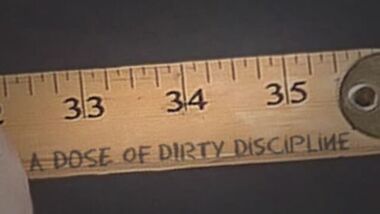 33 34 35
A DOSE OF DIRTY DISCIPLINE